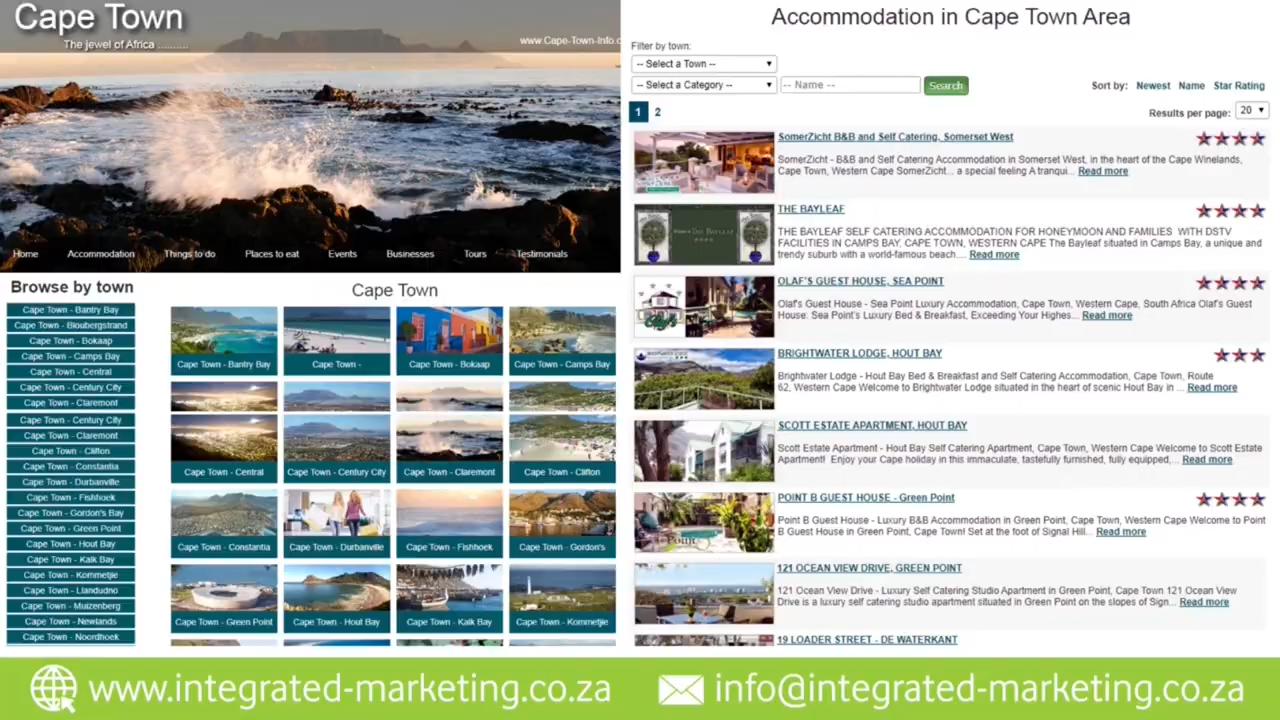 Cape Town
The jewel of Africa ..........
www.Cape-Town-Info.c
Home
Accommodation
Things to do
Places to eat
Events
Businesses
Tours
Testimonials
Browse by town
Cape Town - Bantry Bay
Cape Town - Bloubergstrand
Cape Town - Bokaap
Cape Town - Camps Bay
Cape Town - Central
Cape Town - Century City
Cape Town - Claremont
Cape Town - Century City
Cape Town - Claremont
Cape Town - Clifton
Cape Town - Constantia
Cape Town - Durbanville
Cape Town - Fishhoek
Cape Town - Gordon's Bay
Cape Town - Green Point
Cape Town - Hout Bay
Cape Town - Kalk Bay
Cape Town - Kommetjie
Cape Town - Llandudno
Cape Town - Muizenberg
Cape Town - Newlands
Cape Town - Noordhoek
Cape Town
Cape Town - Bantry Bay
Cape Town -
Cape Town - Bokaap
Cape Town - Camps Bay
Cape Town - Central
Cape Town - Century City
Cape Town - Claremont
Cape Town - Clifton
Cape Town - Constantia
Cape Town - Durbanville
Cape Town - Fishhoek
Cape Town - Gordon's
Cape Town - Green Point
Cape Town - Hout Bay
Cape Town - Kalk Bay
Cape Town - Kommetjie
Accommodation in Cape Town Area
Filter by town:
-- Select a Town --
-- Select a Category --
-- Name --
Search
Sort by: Newest Name Star Rating
1 2
Results per page: 20
SomerZicht B&B and Self Catering, Somerset West
SomerZicht - B&B and Self Catering Accommodation in Somerset West, in the heart of the Cape Winelands,
Cape Town, Western Cape SomerZicht... a special feeling A tranqui... Read more
THE BAYLEAF
THE BAYLEAF SELF CATERING ACCOMMODATION FOR HONEYMOON AND FAMILIES WITH DSTV
FACILITIES IN CAMPS BAY, CAPE TOWN, WESTERN CAPE The Bayleaf situated in Camps Bay, a unique and
trendy suburb with a world-famous beach.... Read more
OLAF'S GUEST HOUSE, SEA POINT
Olaf's Guest House - Sea Point Luxury Accommodation, Cape Town, Western Cape, South Africa Olaf's Guest
House: Sea Point's Luxury Bed & Breakfast, Exceeding Your Highes... Read more
BRIGHTWATER LODGE, HOUT BAY
Brightwater Lodge - Hout Bay Bed & Breakfast and Self Catering Accommodation, Cape Town, Route
62, Western Cape Welcome to Brightwater Lodge situated in the heart of scenic Hout Bay in ... Read more
SCOTT ESTATE APARTMENT, HOUT BAY
Scott Estate Apartment - Hout Bay Self Catering Apartment, Cape Town, Western Cape Welcome to Scott Estate
Apartment! Enjoy your Cape holiday in this immaculate, tastefully furnished, fully equipped,... Read more
POINT B GUEST HOUSE - Green Point
Point B Guest House - Luxury B&B Accommodation in Green Point, Cape Town, Western Cape Welcome to Point
B Guest House in Green Point, Cape Town! Set at the foot of Signal Hill... Read more
121 OCEAN VIEW DRIVE, GREEN POINT
121 Ocean View Drive - Luxury Self Catering Studio Apartment in Green Point, Cape Town 121 Ocean View
Drive is a luxury self catering studio apartment situated in Green Point on the slopes of Sign... Read more
19 LOADER STREET - DE WATERKANT
www.integrated-marketing.co.za
info@integrated-marketing.co.za